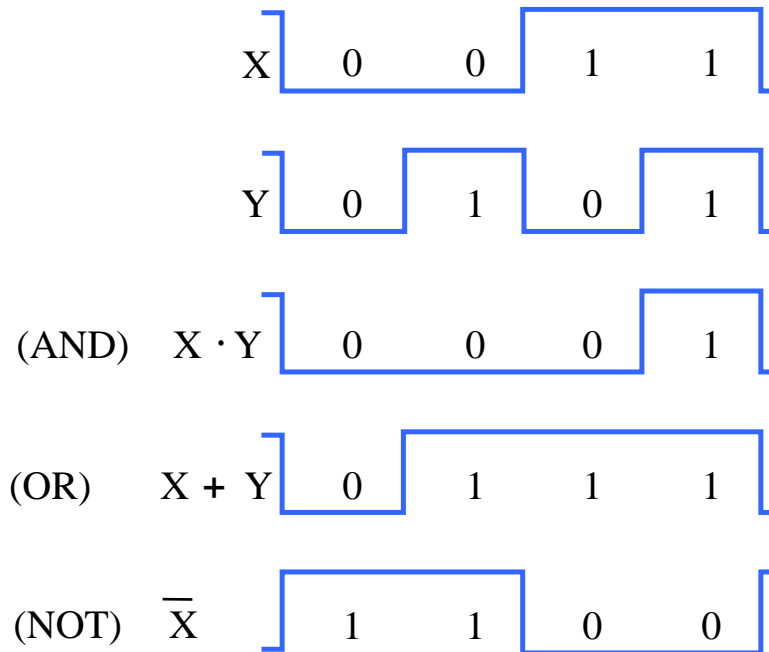 X 0 0 1 1
Y 0 1 0 1
(AND) X · Y 0 0 0 1
(OR) X + Y 0 1 1 1
(NOT) X̅ 1 1 0 0